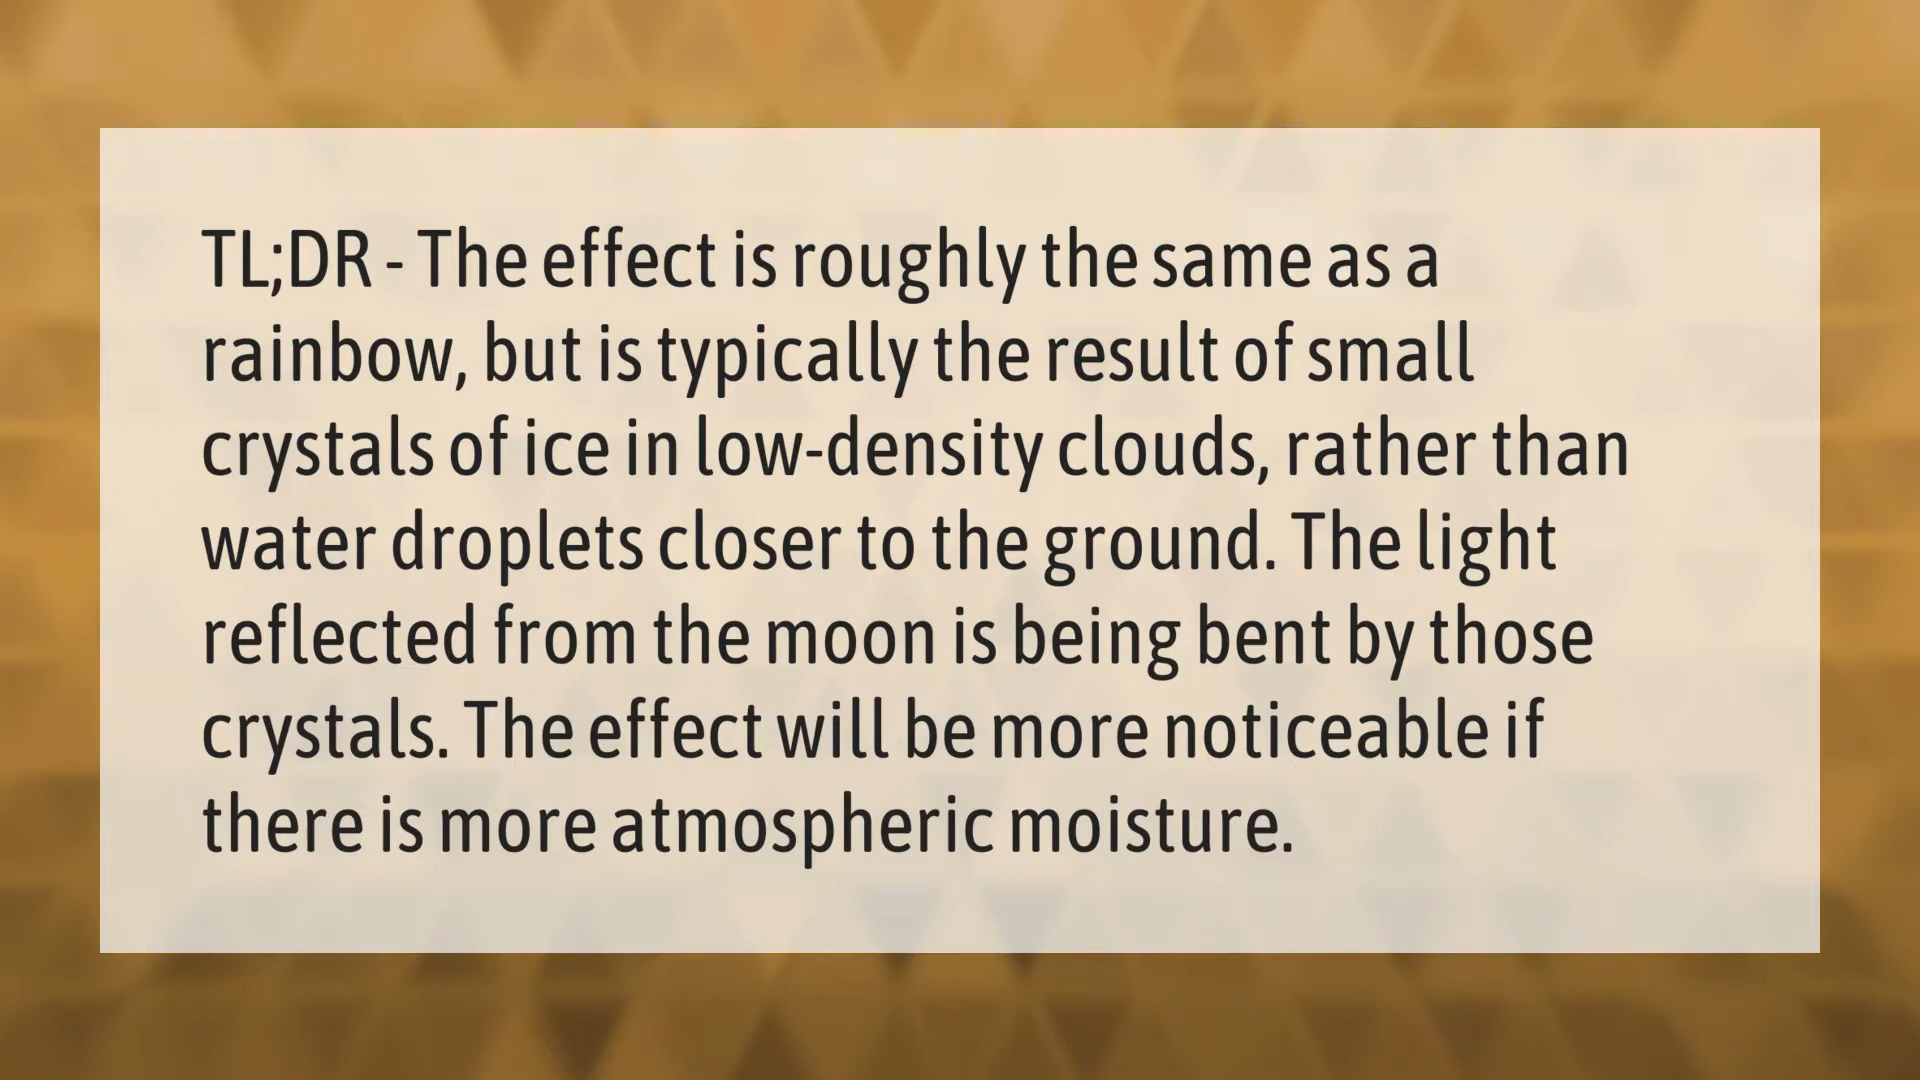 TL;DR - The effect is roughly the same as a
rainbow, but is typically the result of small
crystals of ice in low-density clouds, rather than
water droplets closer to the ground. The light
reflected from the moon is being bent by those
crystals. The effect will be more noticeable if
there is more atmospheric moisture.